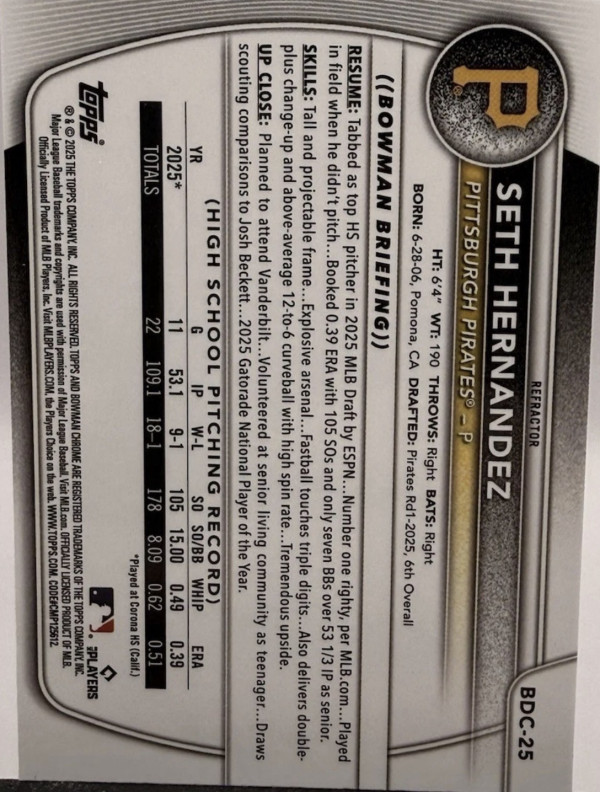 REFRACTOR
BDC-25
SETH HERNANDEZ
PITTSBURGH PIRATES® – P
P
HT: 6'4" WT: 190 THROWS: Right BATS: Right
BORN: 6-28-06, Pomona, CA DRAFTED: Pirates Rd1-2025, 6th Overall
((BOWMAN BRIEFING))
RESUME: Tabbed as top HS pitcher in 2025 MLB Draft by ESPN...Number one righty, per MLB.com...Played
in field when he didn't pitch...Booked 0.39 ERA with 105 SOs and only seven BBs over 53 1/3 IP as senior.
SKILLS: Tall and projectable frame...Explosive arsenal...Fastball touches triple digits...Also delivers double-
plus change-up and above-average 12-to-6 curveball with high spin rate...Tremendous upside.
UP CLOSE: Planned to attend Vanderbilt...Volunteered at senior living community as teenager...Draws
scouting comparisons to Josh Beckett...2025 Gatorade National Player of the Year.
(HIGH SCHOOL PITCHING RECORD)
YR G IP W-L SO SO/BB WHIP ERA
2025* 11 53.1 9-1 105 15.00 0.49 0.39
TOTALS 22 109.1 18-1 178 8.09 0.62 0.51
*Played at Corona HS (Calif.)
topps®
PLAYERS
® & © 2025 THE TOPPS COMPANY, INC. ALL RIGHTS RESERVED. TOPPS AND BOWMAN CHROME ARE REGISTERED TRADEMARKS OF THE TOPPS COMPANY, INC.
Major League Baseball trademarks and copyrights are used with permission of Major League Baseball. Visit MLB.com. OFFICIALLY LICENSED PRODUCT OF MLB
Officially Licensed Product of MLB Players, Inc. Visit MLBPLAYERS.COM, the Players Choice on the web. WWW.TOPPS.COM. CODE#CMP125612.